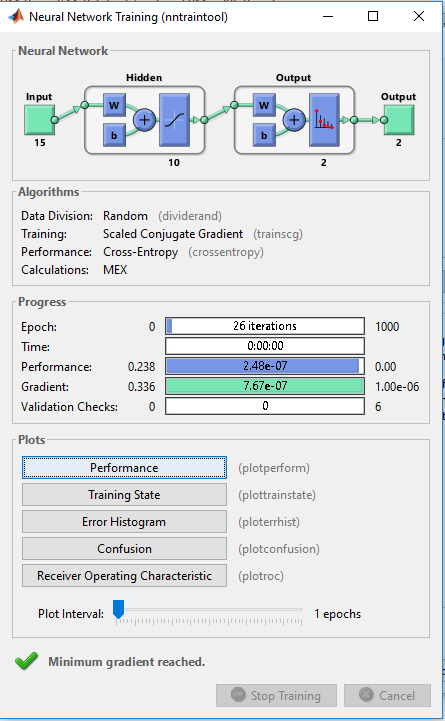 Neural Network Training (nntraintool)
Neural Network
Hidden Output
Input Output
W W
b b
15 10 2 2
Algorithms
Data Division: Random (dividerand)
Training: Scaled Conjugate Gradient (trainscg)
Performance: Cross-Entropy (crossentropy)
Calculations: MEX
Progress
Epoch: 0 26 iterations 1000
Time: 0:00:00
Performance: 0.238 2.48e-07 0.00
Gradient: 0.336 7.67e-07 1.00e-06
Validation Checks: 0 0 6
Plots
Performance (plotperform)
Training State (plottrainstate)
Error Histogram (ploterrhist)
Confusion (plotconfusion)
Receiver Operating Characteristic (plotroc)
Plot Interval: 1 epochs
Minimum gradient reached.
Stop Training Cancel